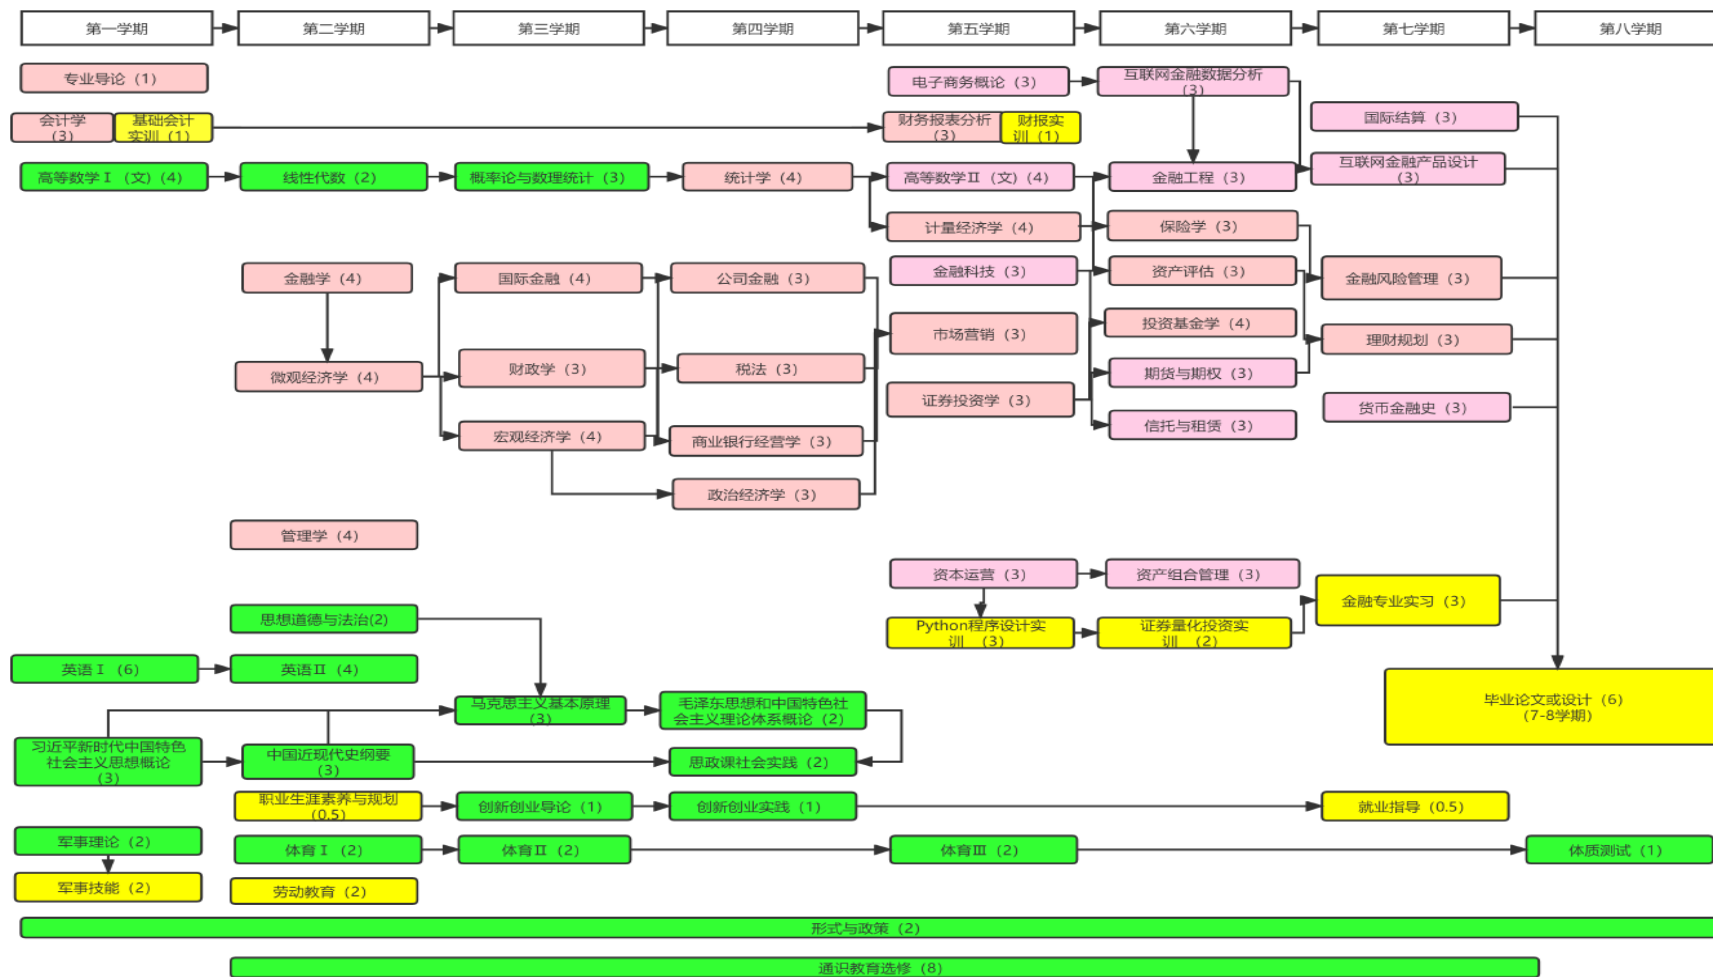 第一学期
第二学期
第三学期
第四学期
第五学期
第六学期
第七学期
第八学期
专业导论（1）
电子商务概论（3）
互联网金融数据分析
（3）
会计学
（3）
基础会计
实训（1）
财务报表分析
（3）
财报实
训（1）
国际结算（3）
高等数学Ⅰ（文）(4)
线性代数（2）
概率论与数理统计（3）
统计学（4）
高等数学Ⅱ（文）(4)
金融工程（3）
互联网金融产品设计
（3）
计量经济学（4）
保险学（3）
金融学（4）
国际金融（4）
公司金融（3）
金融科技（3）
资产评估（3）
金融风险管理（3）
市场营销（3）
投资基金学（4）
理财规划（3）
微观经济学（4）
财政学（3）
税法（3）
期货与期权（3）
证券投资学（3）
货币金融史（3）
宏观经济学（4）
商业银行经营学（3）
信托与租赁（3）
政治经济学（3）
管理学（4）
资本运营（3）
资产组合管理（3）
金融专业实习（3）
思想道德与法治(2)
Python程序设计实
训（3）
证券量化投资实
训（2）
英语Ⅰ（6）
英语Ⅱ（4）
马克思主义基本原理
（3）
毛泽东思想和中国特色社
会主义理论体系概论（2）
毕业论文或设计（6）
（7-8学期）
习近平新时代中国特色
社会主义思想概论
（3）
中国近现代史纲要
（3）
思政课社会实践（2）
职业生涯素养与规划
（0.5）
创新创业导论（1）
创新创业实践（1）
就业指导（0.5）
军事理论（2）
体育Ⅰ（2）
体育Ⅱ（2）
体育Ⅲ（2）
体质测试（1）
军事技能（2）
劳动教育（2）
形式与政策（2）
通识教育选修（8）